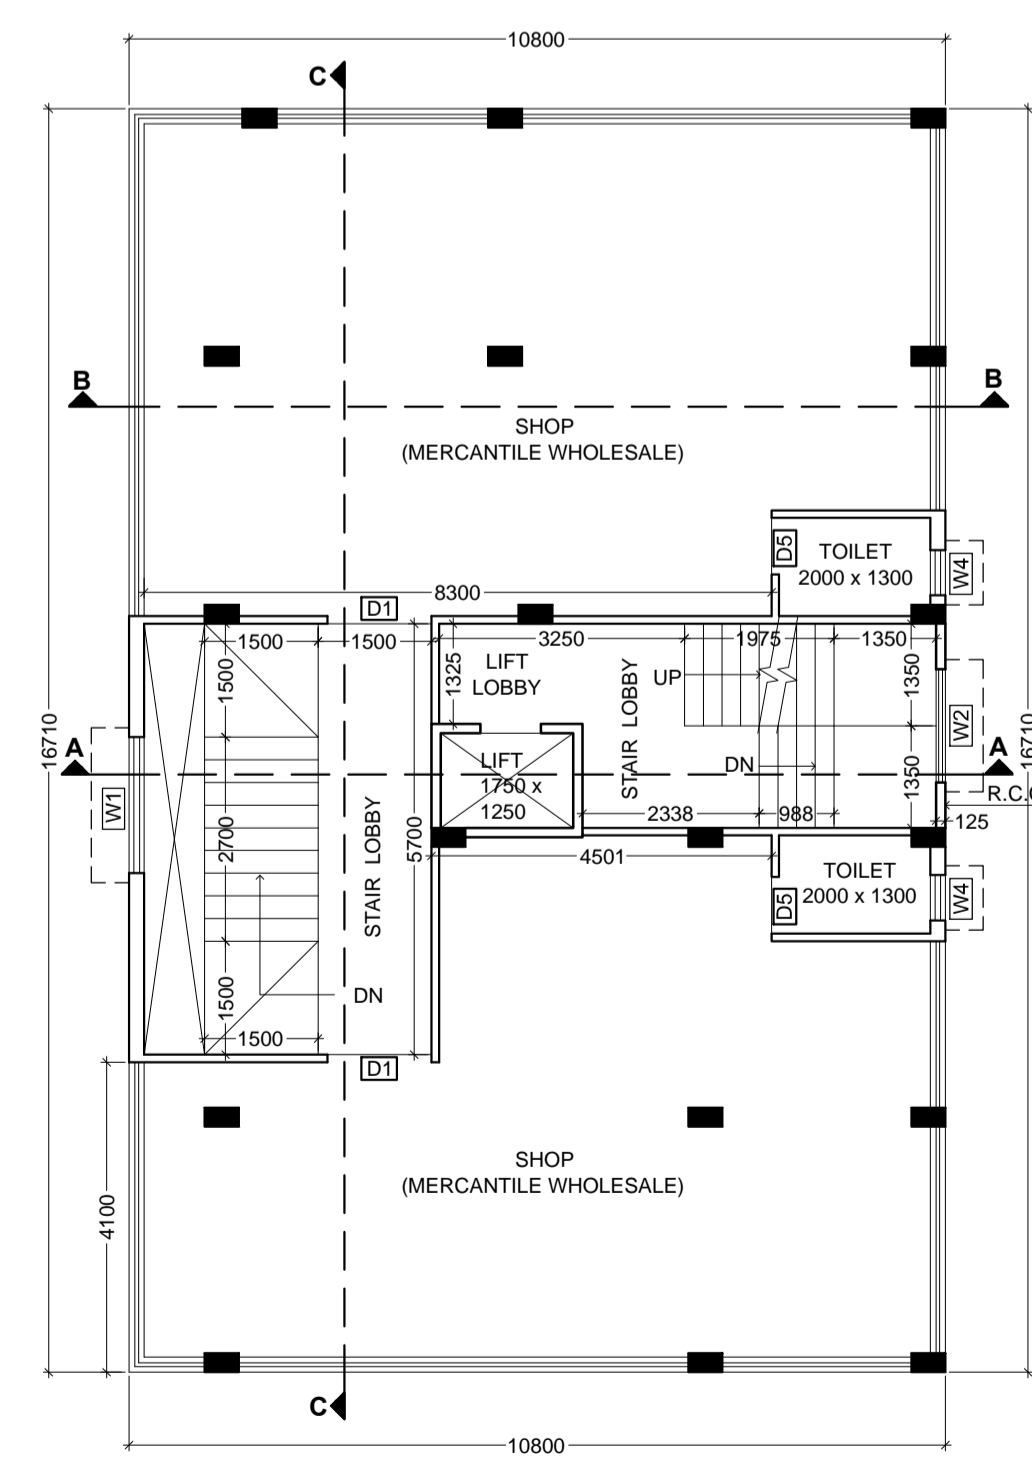 10800
C
B
B
SHOP
(MERCANTILE WHOLESALE)
D5
TOILET
2000 x 1300
W4
8300
D1
1500
1500
3250
1975
1350
1500
1325
LIFT
LOBBY
STAIR LOBBY
UP
1350
W2
16710
16710
A
A
LIFT
1750 x
1250
DN
1350
R.C.C
W1
2700
STAIR LOBBY
5700
2338
988
125
4501
TOILET
2000 x 1300
D5
W4
1500
DN
1500
D1
4100
SHOP
(MERCANTILE WHOLESALE)
C
10800